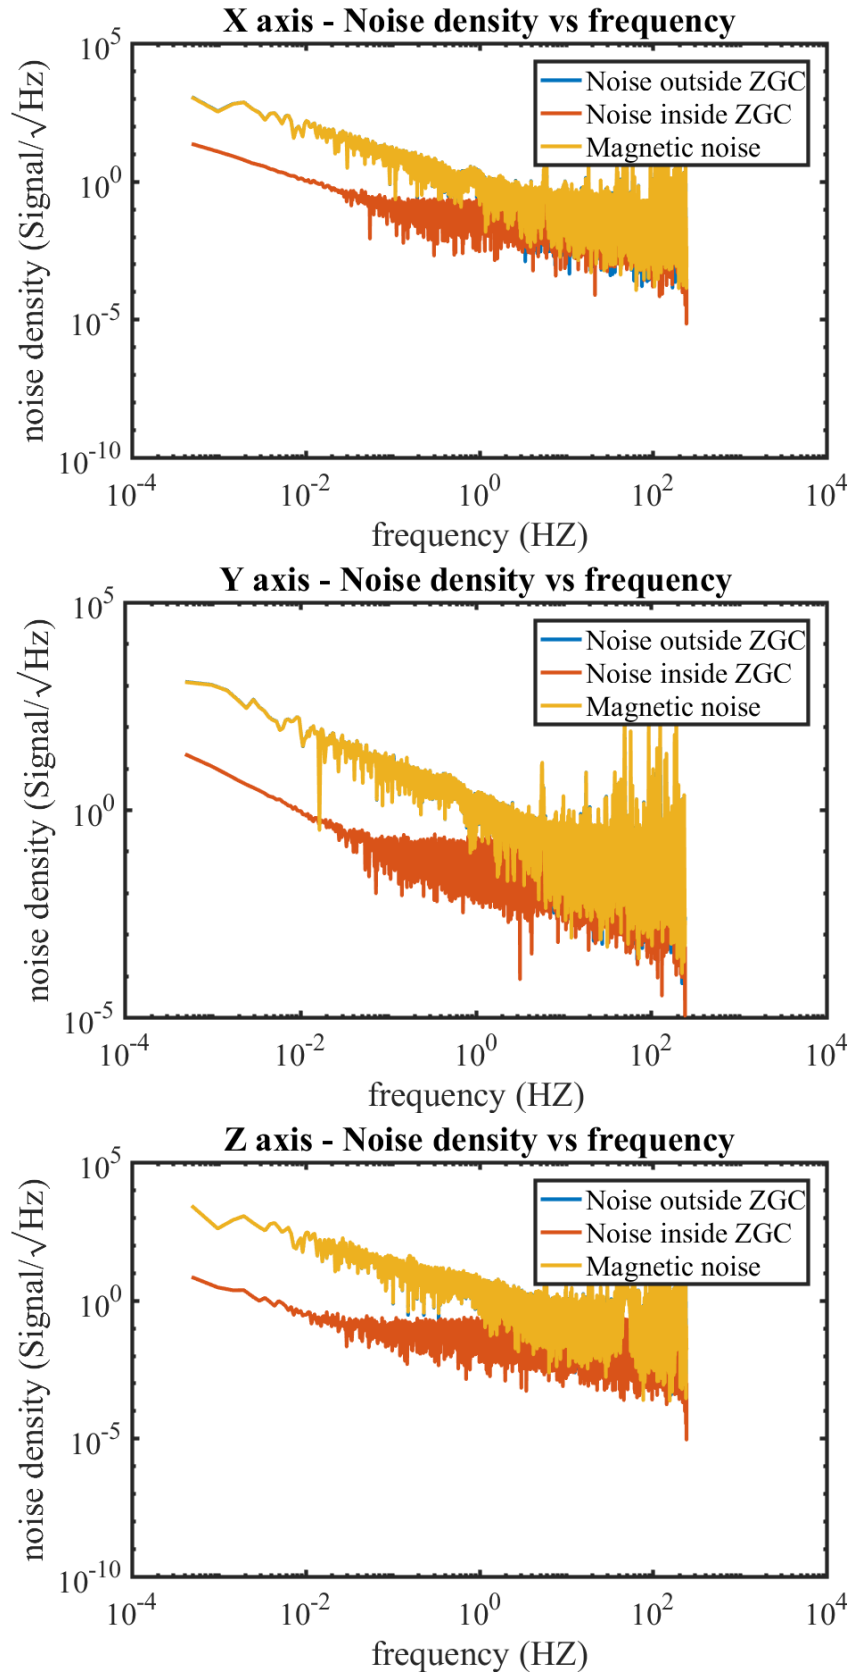 X axis - Noise density vs frequency
noise density (Signal/√Hz)
10^5
10^0
10^-5
10^-10
Noise outside ZGC
Noise inside ZGC
Magnetic noise
10^-4 10^-2 10^0 10^2 10^4
frequency (HZ)
Y axis - Noise density vs frequency
noise density (Signal/√Hz)
10^5
10^0
10^-5
Noise outside ZGC
Noise inside ZGC
Magnetic noise
10^-4 10^-2 10^0 10^2 10^4
frequency (HZ)
Z axis - Noise density vs frequency
noise density (Signal/√Hz)
10^5
10^0
10^-5
10^-10
Noise outside ZGC
Noise inside ZGC
Magnetic noise
10^-4 10^-2 10^0 10^2 10^4
frequency (HZ)